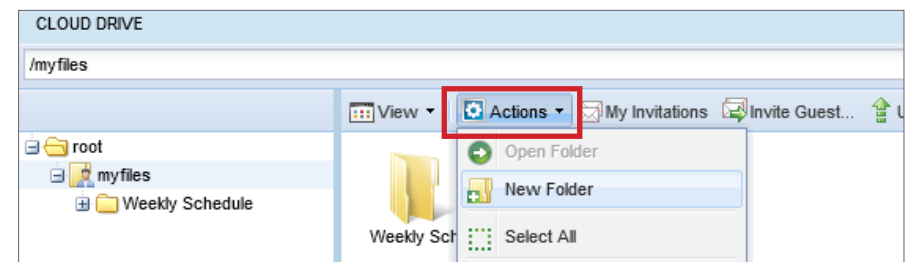 CLOUD DRIVE
/myfiles
View Actions My Invitations Invite Guest... U
root
myfiles
Weekly Schedule
Open Folder
New Folder
Weekly Sch
Select All